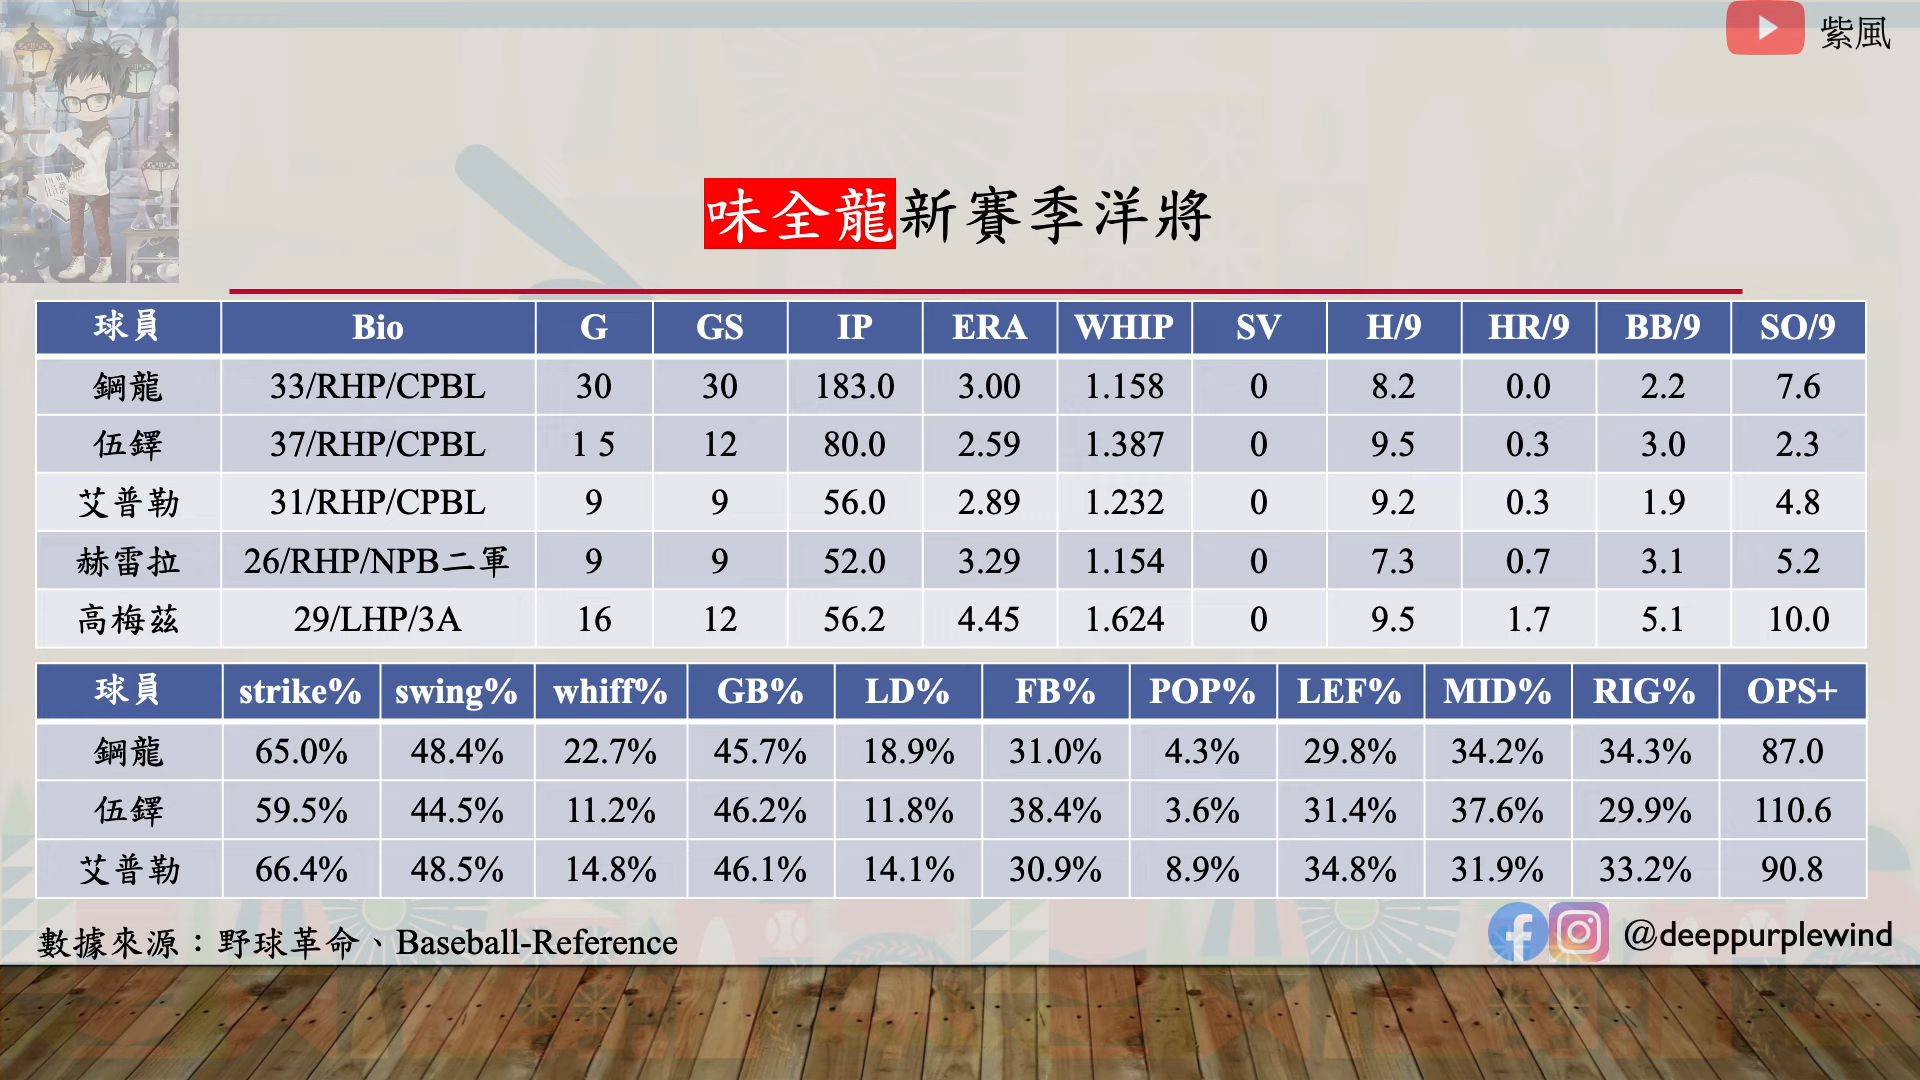 紫風
味全龍新賽季洋將
球員 Bio G GS IP ERA WHIP SV H/9 HR/9 BB/9 SO/9
鋼龍 33/RHP/CPBL 30 30 183.0 3.00 1.158 0 8.2 0.0 2.2 7.6
伍鐸 37/RHP/CPBL 1 5 12 80.0 2.59 1.387 0 9.5 0.3 3.0 2.3
艾普勒 31/RHP/CPBL 9 9 56.0 2.89 1.232 0 9.2 0.3 1.9 4.8
赫雷拉 26/RHP/NPB二軍 9 9 52.0 3.29 1.154 0 7.3 0.7 3.1 5.2
高梅茲 29/LHP/3A 16 12 56.2 4.45 1.624 0 9.5 1.7 5.1 10.0
球員 strike% swing% whiff% GB% LD% FB% POP% LEF% MID% RIG% OPS+
鋼龍 65.0% 48.4% 22.7% 45.7% 18.9% 31.0% 4.3% 29.8% 34.2% 34.3% 87.0
伍鐸 59.5% 44.5% 11.2% 46.2% 11.8% 38.4% 3.6% 31.4% 37.6% 29.9% 110.6
艾普勒 66.4% 48.5% 14.8% 46.1% 14.1% 30.9% 8.9% 34.8% 31.9% 33.2% 90.8
數據來源：野球革命、Baseball-Reference
@deeppurplewind